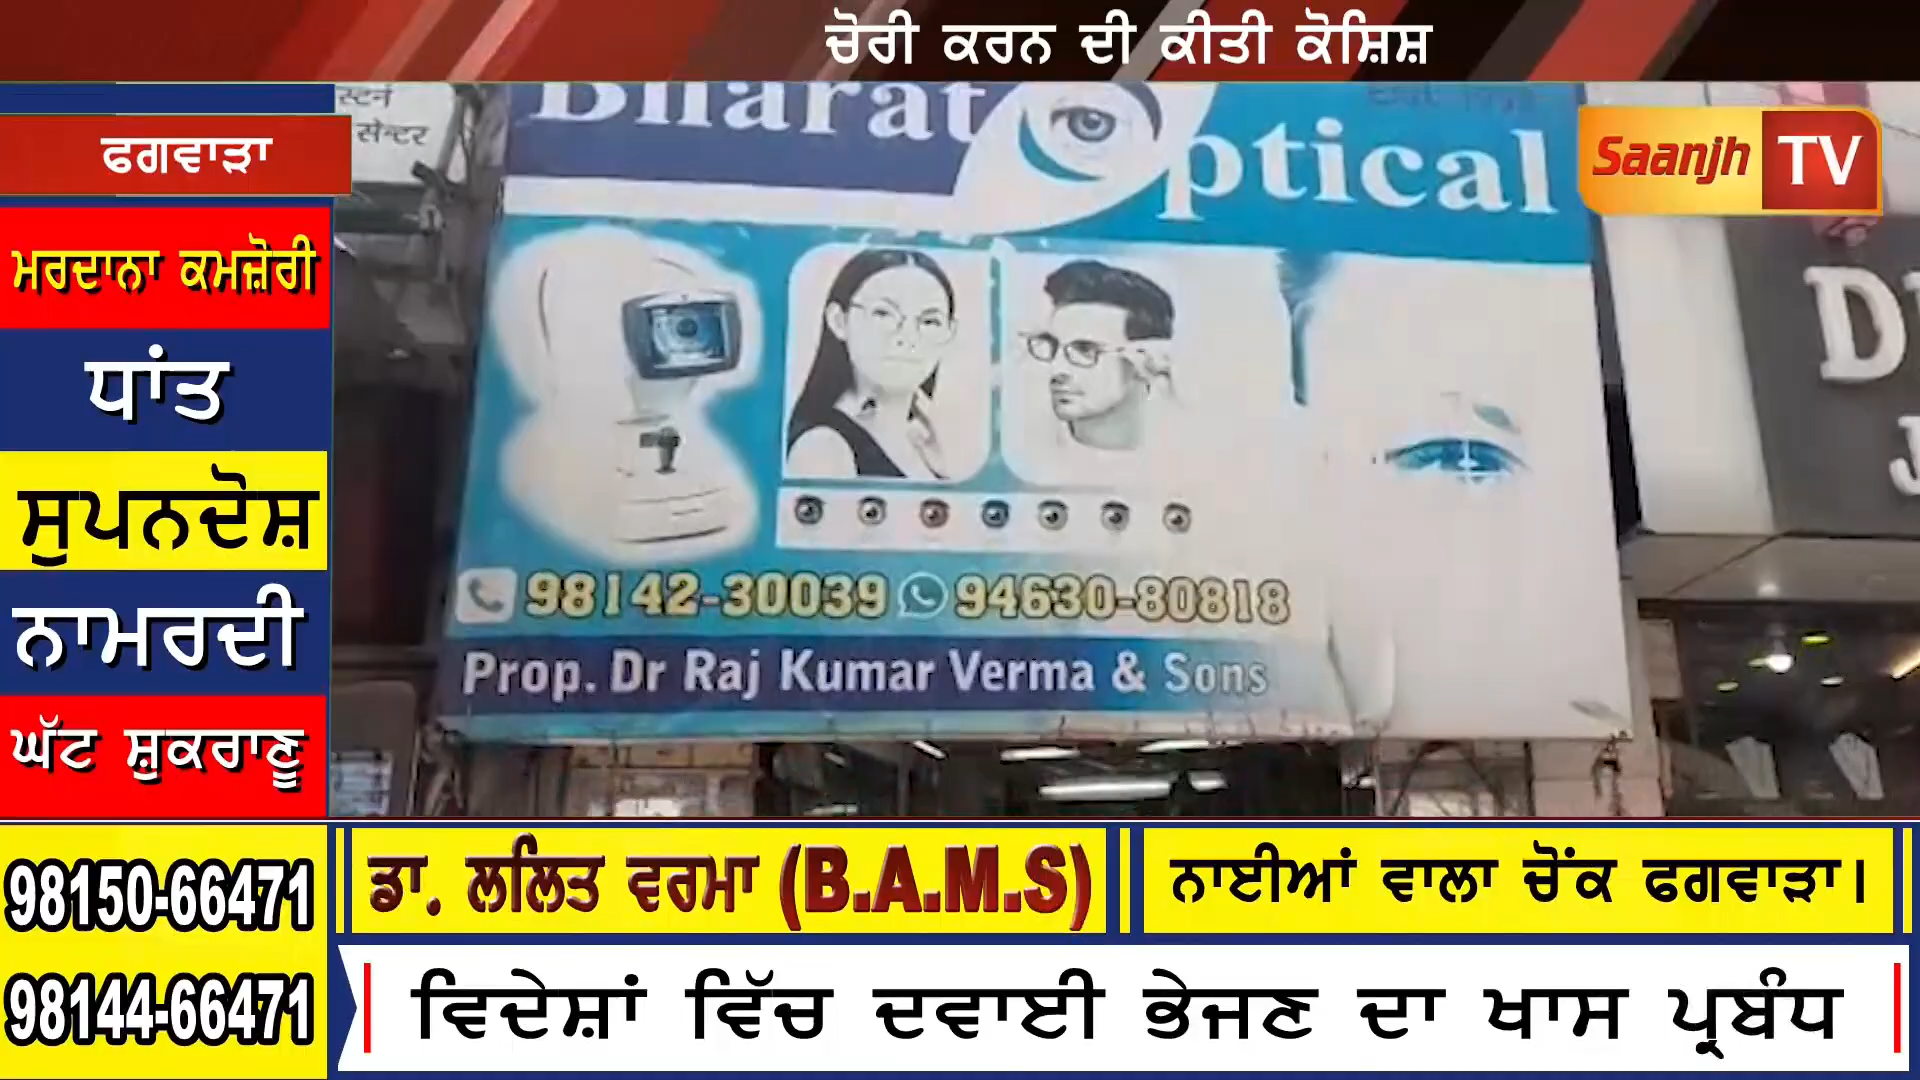 ਚੋਰੀ ਕਰਨ ਦੀ ਕੀਤੀ ਕੋਸ਼ਿਸ਼
ਫਗਵਾੜਾ
ਮਰਦਾਨਾ ਕਮਜ਼ੋਰੀ
ਧਾਂਤ
ਸੁਪਨਦੋਸ਼
ਨਾਮਰਦੀ
ਘੱਟ ਸ਼ੁਕਰਾਣੂ
98150-66471
98144-66471
सेन्टर
Bharat Optical
98142-30039 94630-80818
Prop. Dr Raj Kumar Verma & Sons
Saanjh TV
ਡਾ. ਲਲਿਤ ਵਰਮਾ (B.A.M.S)
ਨਾਈਆਂ ਵਾਲਾ ਚੋਂਕ ਫਗਵਾੜਾ।
ਵਿਦੇਸ਼ਾਂ ਵਿੱਚ ਦਵਾਈ ਭੇਜਣ ਦਾ ਖਾਸ ਪ੍ਰਬੰਧ